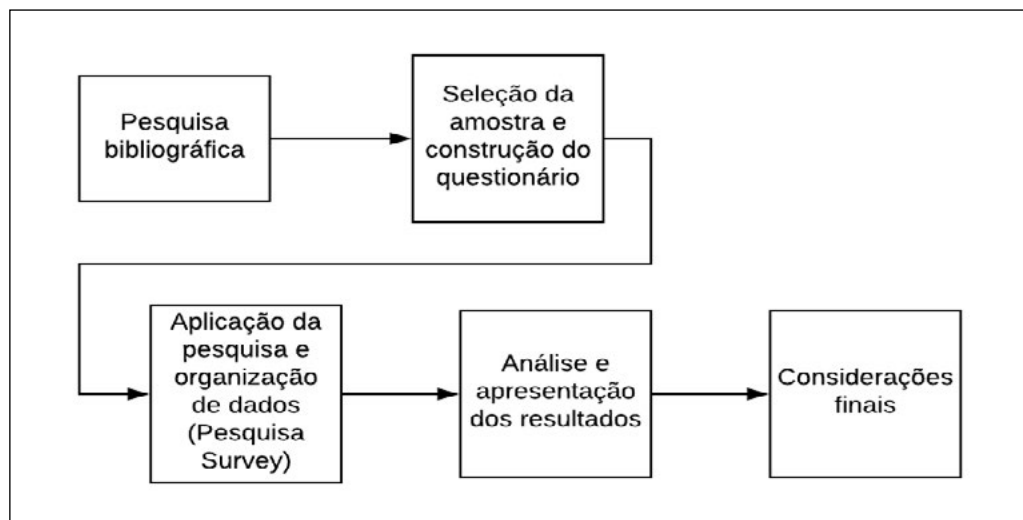 Pesquisa
bibliográfica
Seleção da
amostra e
construção do
questionário
Aplicação da
pesquisa e
organização
de dados
(Pesquisa
Survey)
Análise e
apresentação
dos resultados
Considerações
finais